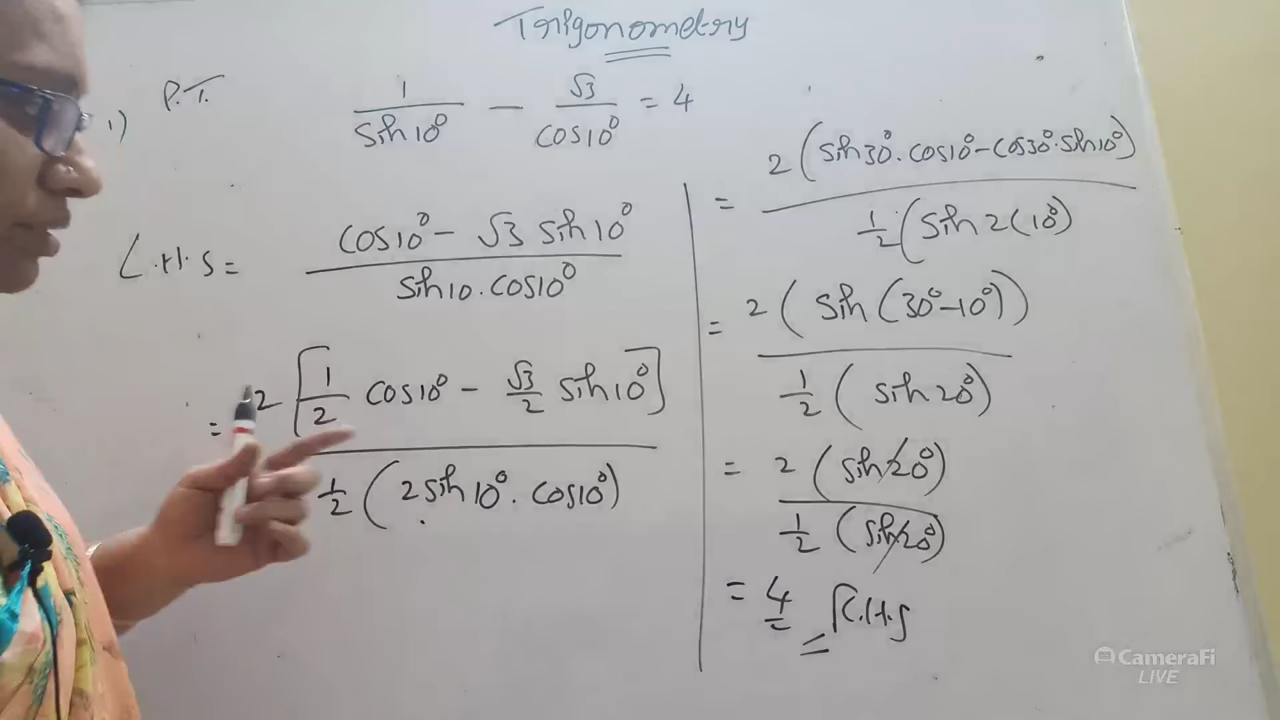 Trigonometry
1) P.T. 1/sin10° − √3/cos10° = 4
L.H.S = (cos10° − √3 sin10°)/(sin10.cos10°)
= 2[1/2 cos10° − √3/2 sin10°]/(1/2(2sin10°.cos10°))
= 2(sin30°.cos10°−cos30°.sin10°)/(1/2(sin2(10°))
= 2(sin(30°−10°))/(1/2(sin20°))
= 2(sin20°)/(1/2(sin20°))
= 4 R.H.S
CameraFi
LIVE